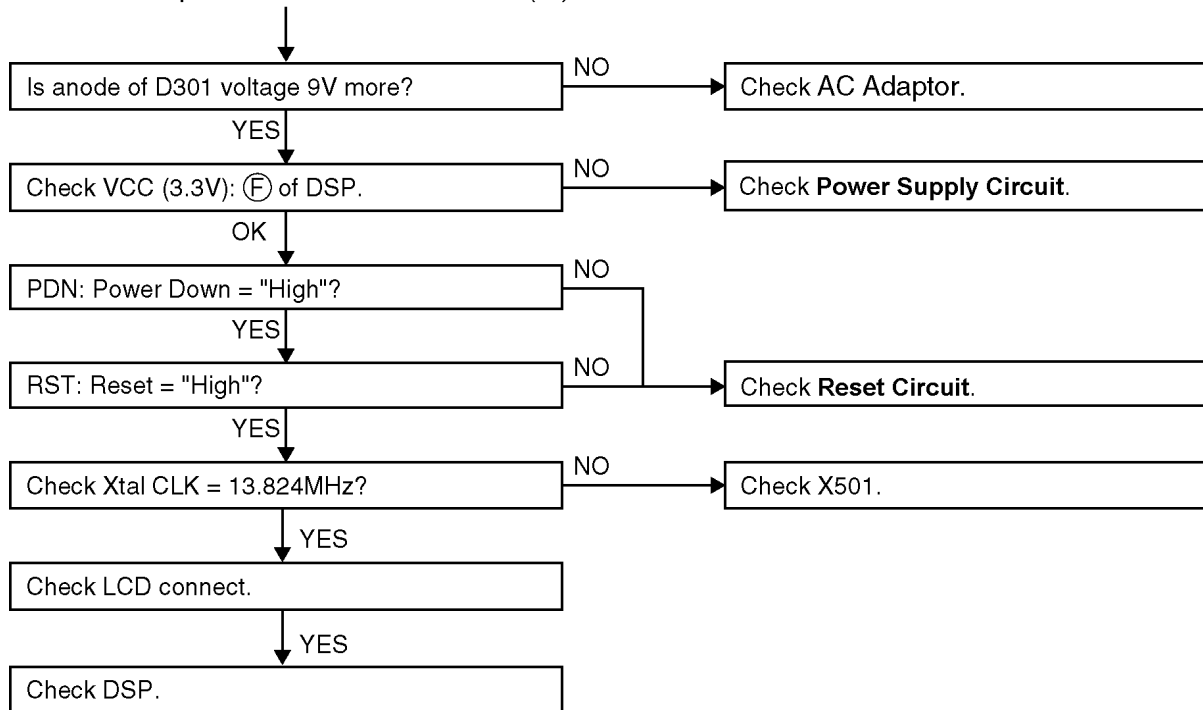 Is anode of D301 voltage 9V more?
NO
Check AC Adaptor.
YES
Check VCC (3.3V): Ⓕ of DSP.
NO
Check Power Supply Circuit.
OK
PDN: Power Down = "High"?
NO
YES
RST: Reset = "High"?
NO
Check Reset Circuit.
YES
Check Xtal CLK = 13.824MHz?
NO
Check X501.
YES
Check LCD connect.
YES
Check DSP.